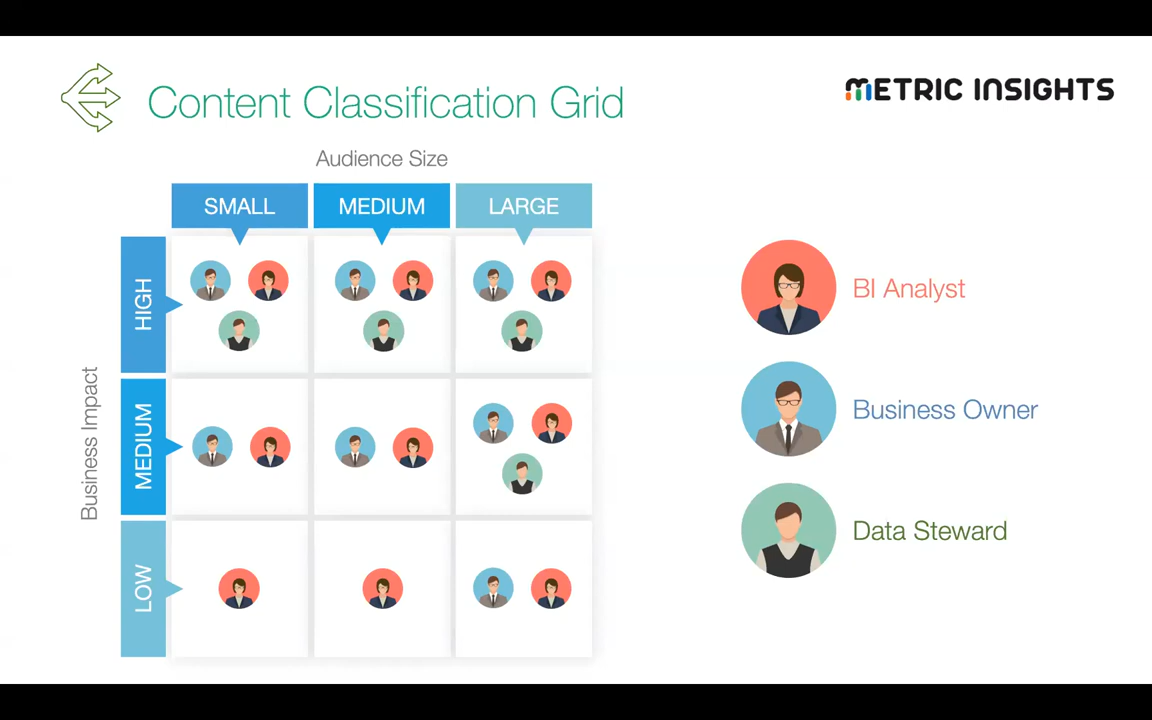 Content Classification Grid
METRIC INSIGHTS
Audience Size
SMALL
MEDIUM
LARGE
Business Impact
HIGH
MEDIUM
LOW
BI Analyst
Business Owner
Data Steward